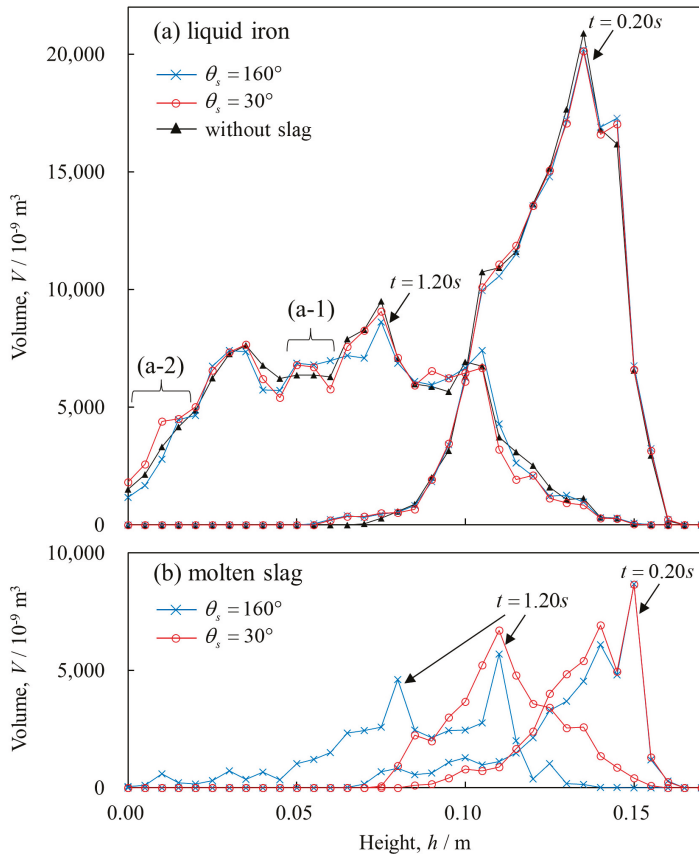 (a) liquid iron
θs = 160°
θs = 30°
without slag
t = 0.20s
t = 1.20s
(a-1)
(a-2)
20,000
15,000
10,000
5,000
0
Volume, V / 10⁻⁹ m³
(b) molten slag
θs = 160°
θs = 30°
t = 1.20s
t = 0.20s
10,000
5,000
0
Volume, V / 10⁻⁹ m³
0.00 0.05 0.10 0.15
Height, h / m